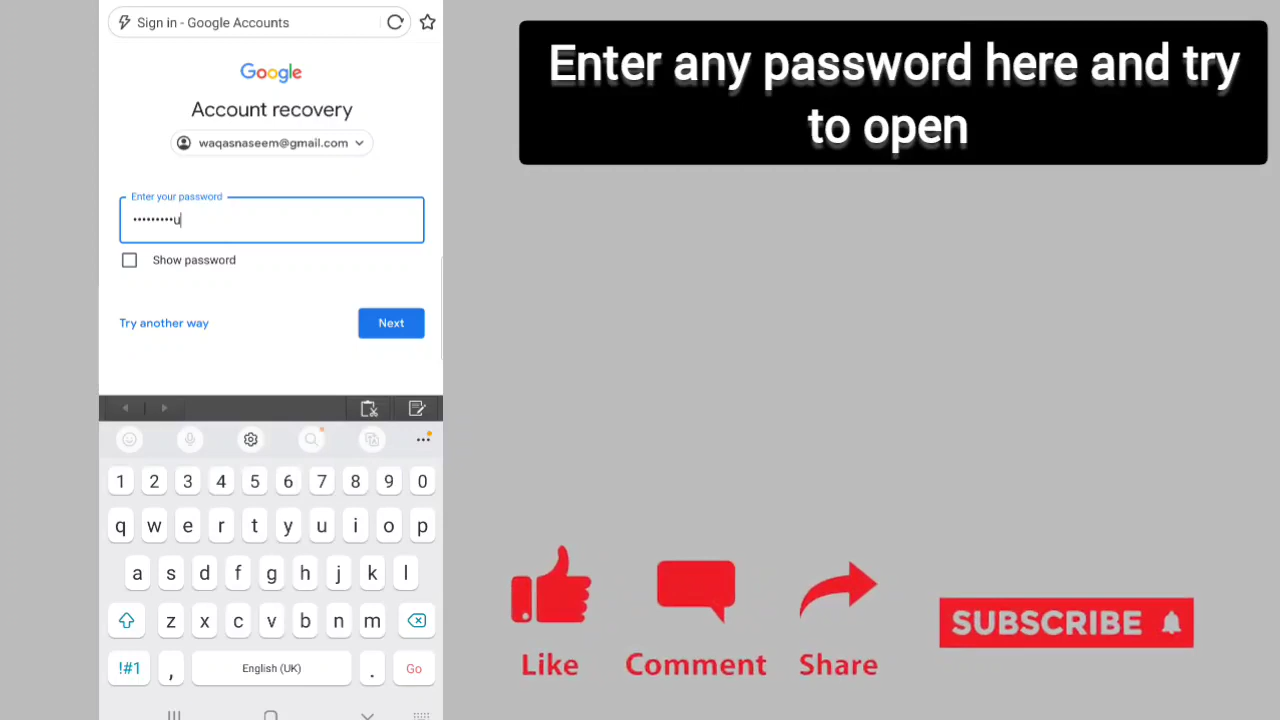 Sign in - Google Accounts
Google
Account recovery
waqasnaseem@gmail.com
Enter your password
•••••••••u
Show password
Try another way
Next
1 2 3 4 5 6 7 8 9 0
q w e r t y u i o p
a s d f g h j k l
z x c v b n m
!#1 , English (UK) . Go
Enter any password here and try
to open
Like
Comment
Share
SUBSCRIBE